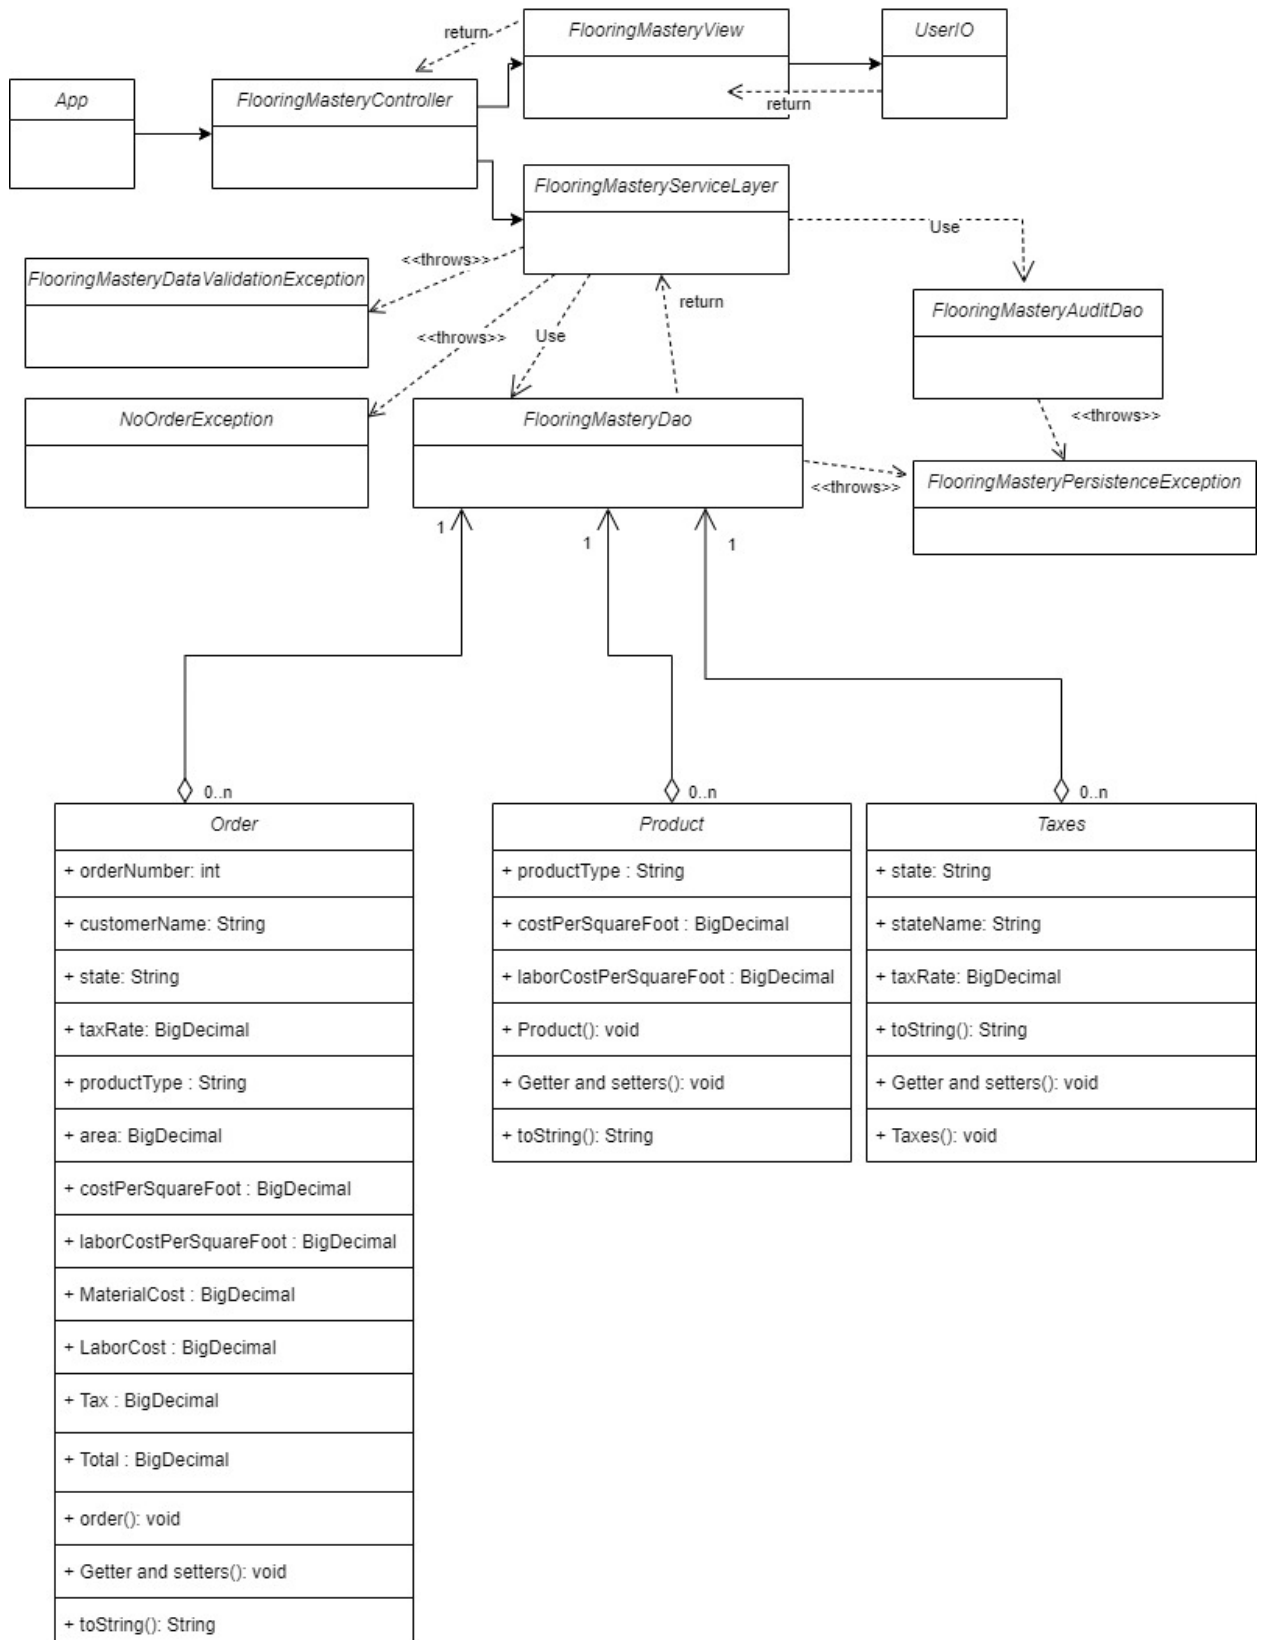 return
FlooringMasteryView
UserIO
App
FlooringMasteryController
return
FlooringMasteryServiceLayer
Use
<<throws>>
FlooringMasteryDataValidationException
return
FlooringMasteryAuditDao
<<throws>>
Use
NoOrderException
FlooringMasteryDao
<<throws>>
<<throws>>
FlooringMasteryPersistenceException
1
1
1
0..n
0..n
0..n
Order
+ orderNumber: int
+ customerName: String
+ state: String
+ taxRate: BigDecimal
+ productType : String
+ area: BigDecimal
+ costPerSquareFoot : BigDecimal
+ laborCostPerSquareFoot : BigDecimal
+ MaterialCost : BigDecimal
+ LaborCost : BigDecimal
+ Tax : BigDecimal
+ Total : BigDecimal
+ order(): void
+ Getter and setters(): void
+ toString(): String
Product
+ productType : String
+ costPerSquareFoot : BigDecimal
+ laborCostPerSquareFoot : BigDecimal
+ Product(): void
+ Getter and setters(): void
+ toString(): String
Taxes
+ state: String
+ stateName: String
+ taxRate: BigDecimal
+ toString(): String
+ Getter and setters(): void
+ Taxes(): void